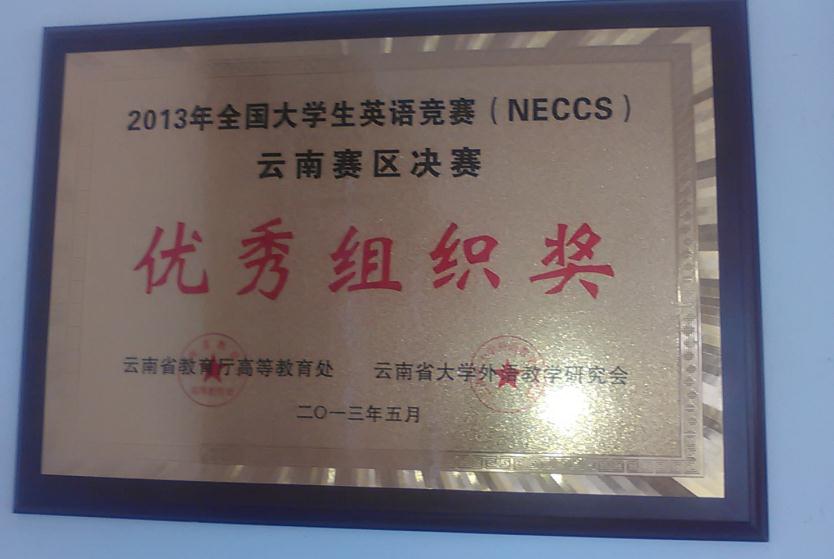 2013年全国大学生英语竞赛（NECCS）
云南赛区决赛
优秀组织奖
云南省教育厅高等教育处 云南省大学外语教学研究会
二〇一三年五月